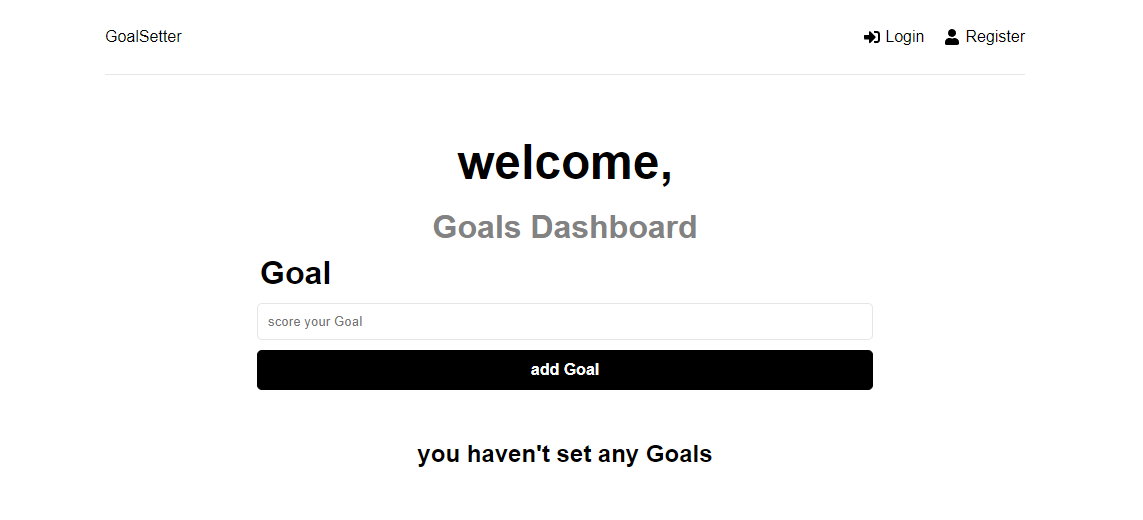 GoalSetter Login Register
welcome,
Goals Dashboard
Goal
score your Goal
add Goal
you haven't set any Goals